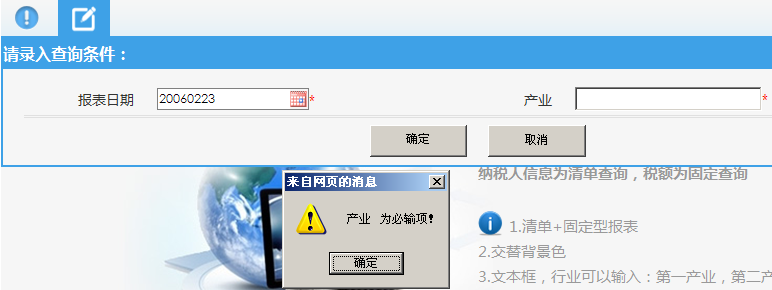 请录入查询条件：
报表日期 20060223 * 产业 *
确定 取消
纳税人信息为清单查询，税额为固定查询
来自网页的消息
产业 为必输项！
确定
1.清单+固定型报表
2.交替背景色
3.文本框，行业可以输入：第一产业，第二产